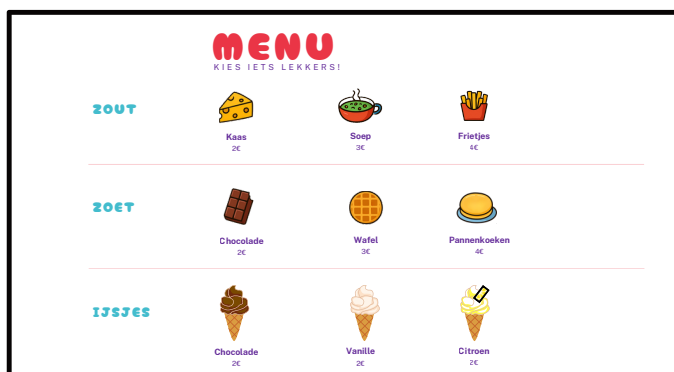 MENU
KIES IETS LEKKERS!
ZOUT
Kaas
2€
Soep
3€
Frietjes
4€
ZOET
Chocolade
2€
Wafel
3€
Pannenkoeken
4€
IJSJES
Chocolade
2€
Vanille
2€
Citroen
2€